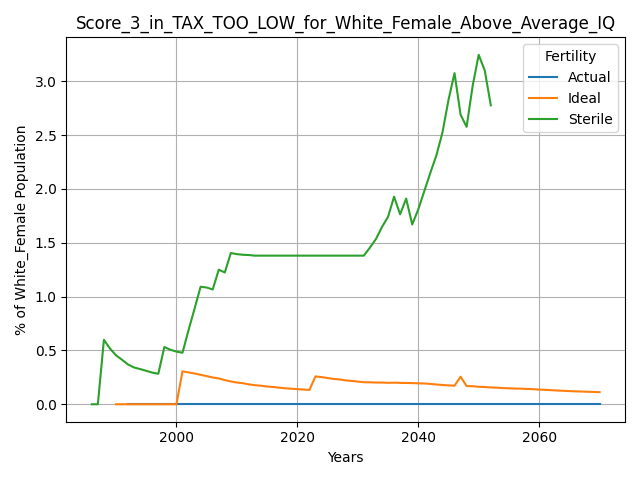 Score_3_in_TAX_TOO_LOW_for_White_Female_Above_Average_IQ
Fertility
Actual
Ideal
Sterile
% of White_Female Population
3.0
2.5
2.0
1.5
1.0
0.5
0.0
2000 2020 2040 2060
Years